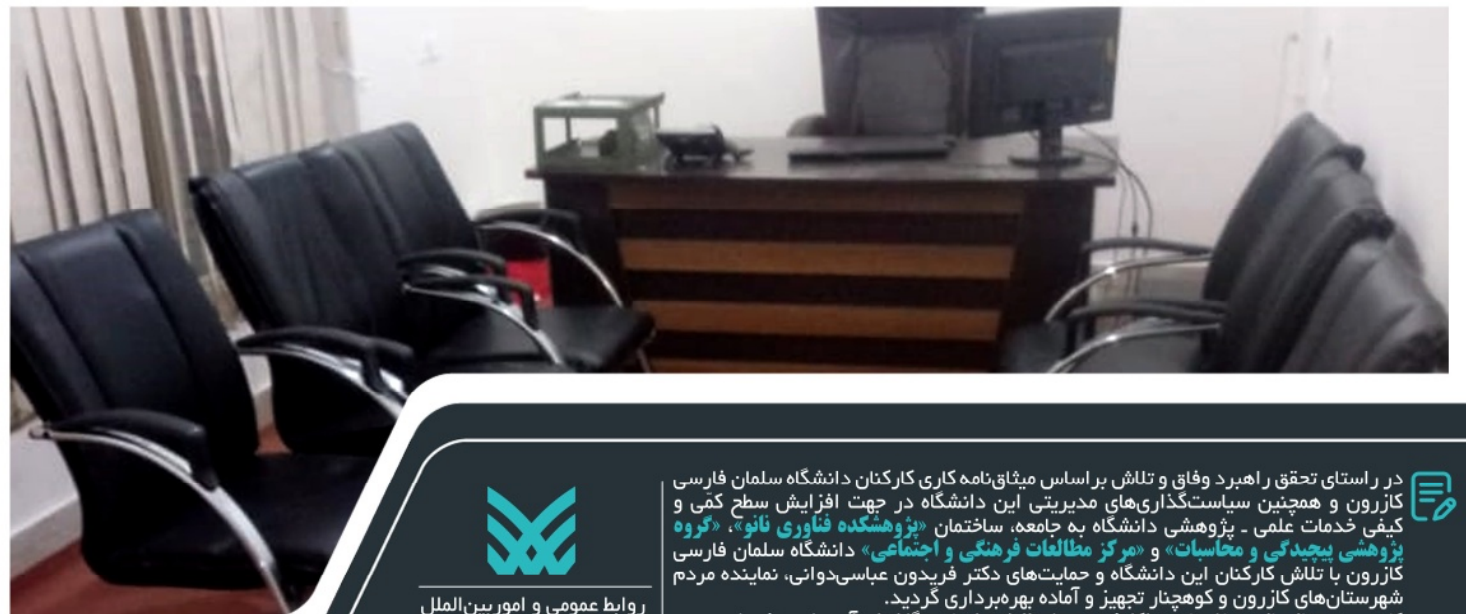 در راستای تحقق راهبرد وفاق و تلاش براساس میثاق‌نامه کاری کارکنان دانشگاه سلمان فارسی
کازرون و همچنین سیاست‌گذاری‌های مدیریتی این دانشگاه در جهت افزایش سطح کمّی و
کیفی خدمات علمی ـ پژوهشی دانشگاه به جامعه، ساختمان «پژوهشکده فناوری نانو»، «گروه
پژوهشی پیچیدگی و محاسبات» و «مرکز مطالعات فرهنگی و اجتماعی» دانشگاه سلمان فارسی
کازرون با تلاش کارکنان این دانشگاه و حمایت‌های دکتر فریدون عباسی‌دوانی، نماینده مردم
شهرستان‌های کازرون و کوهچنار تجهیز و آماده بهره‌برداری گردید.
روابط عمومی و اموربین‌الملل